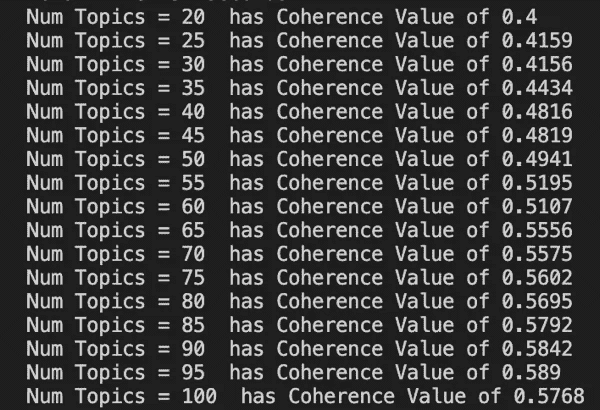 Num Topics = 20  has Coherence Value of 0.4
Num Topics = 25  has Coherence Value of 0.4159
Num Topics = 30  has Coherence Value of 0.4156
Num Topics = 35  has Coherence Value of 0.4434
Num Topics = 40  has Coherence Value of 0.4816
Num Topics = 45  has Coherence Value of 0.4819
Num Topics = 50  has Coherence Value of 0.4941
Num Topics = 55  has Coherence Value of 0.5195
Num Topics = 60  has Coherence Value of 0.5107
Num Topics = 65  has Coherence Value of 0.5556
Num Topics = 70  has Coherence Value of 0.5575
Num Topics = 75  has Coherence Value of 0.5602
Num Topics = 80  has Coherence Value of 0.5695
Num Topics = 85  has Coherence Value of 0.5792
Num Topics = 90  has Coherence Value of 0.5842
Num Topics = 95  has Coherence Value of 0.589
Num Topics = 100  has Coherence Value of 0.5768